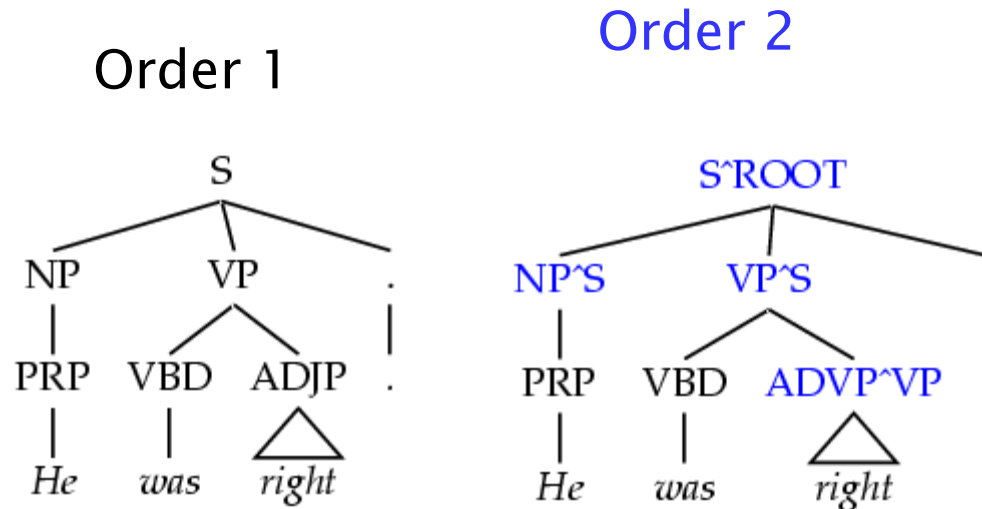 Order 1
S
NP VP .
PRP VBD ADJP .
He was right
Order 2
S^ROOT
NP^S VP^S
PRP VBD ADVP^VP
He was right